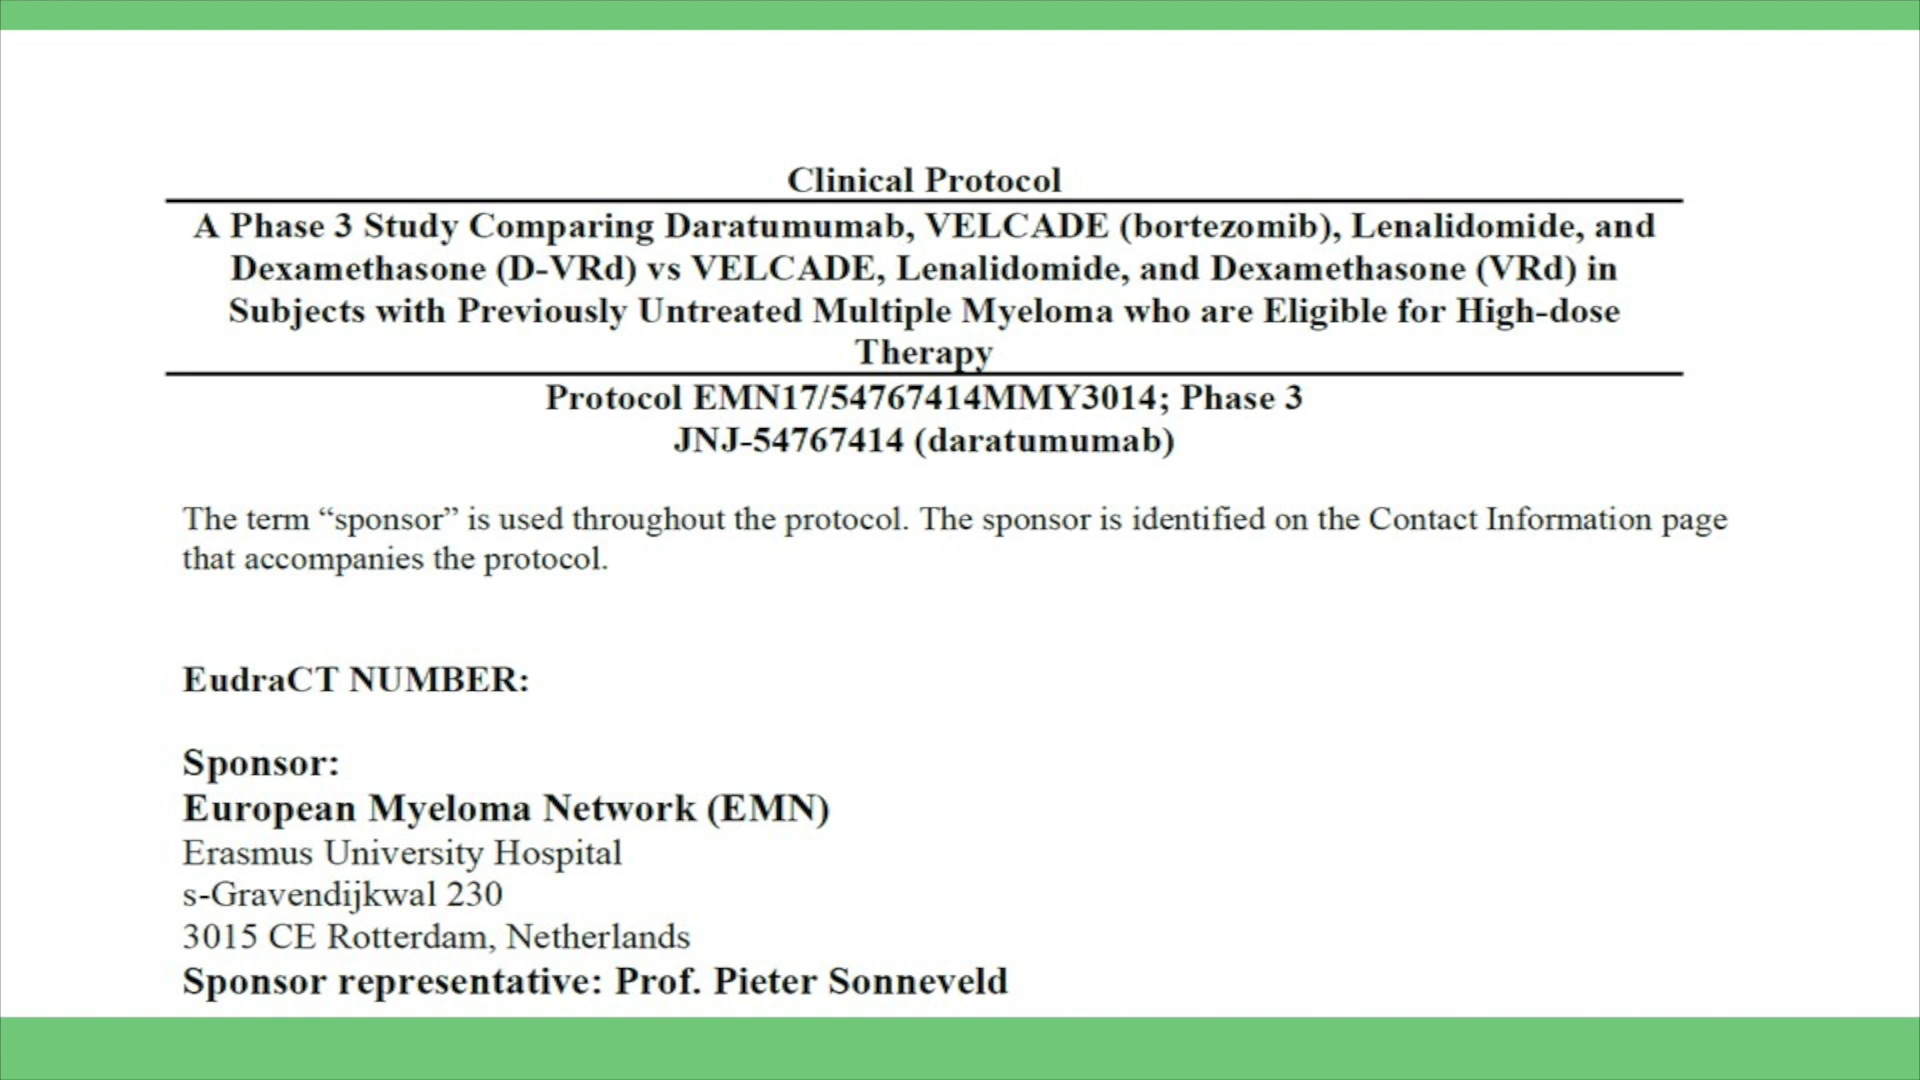 Clinical Protocol
A Phase 3 Study Comparing Daratumumab, VELCADE (bortezomib), Lenalidomide, and
Dexamethasone (D-VRd) vs VELCADE, Lenalidomide, and Dexamethasone (VRd) in
Subjects with Previously Untreated Multiple Myeloma who are Eligible for High-dose
Therapy
Protocol EMN17/54767414MMY3014; Phase 3
JNJ-54767414 (daratumumab)
The term “sponsor” is used throughout the protocol. The sponsor is identified on the Contact Information page
that accompanies the protocol.
EudraCT NUMBER:
Sponsor:
European Myeloma Network (EMN)
Erasmus University Hospital
s-Gravendijkwal 230
3015 CE Rotterdam, Netherlands
Sponsor representative: Prof. Pieter Sonneveld